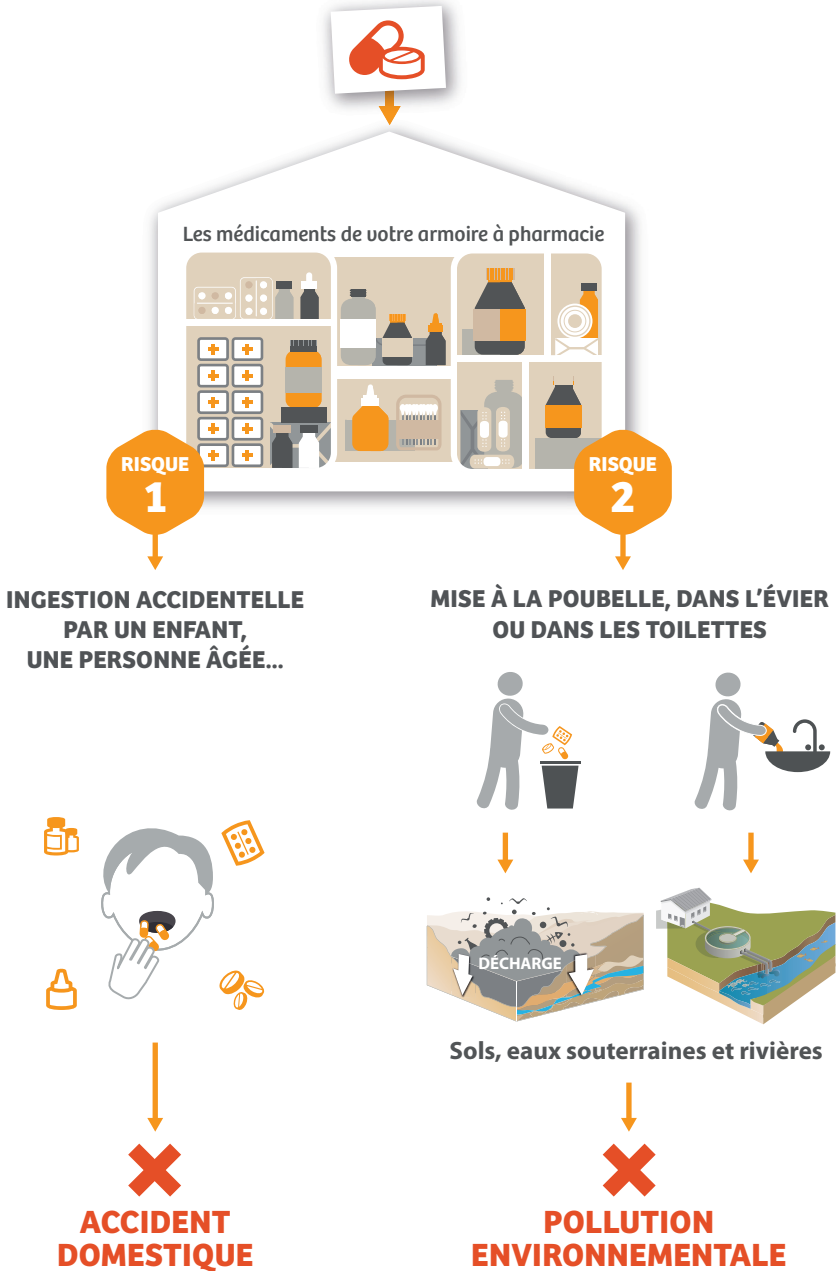 Les médicaments de votre armoire à pharmacie
RISQUE
1
INGESTION ACCIDENTELLE
PAR UN ENFANT,
UNE PERSONNE ÂGÉE...
ACCIDENT
DOMESTIQUE
RISQUE
2
MISE À LA POUBELLE, DANS L’ÉVIER
OU DANS LES TOILETTES
DÉCHARGE
Sols, eaux souterraines et rivières
POLLUTION
ENVIRONNEMENTALE